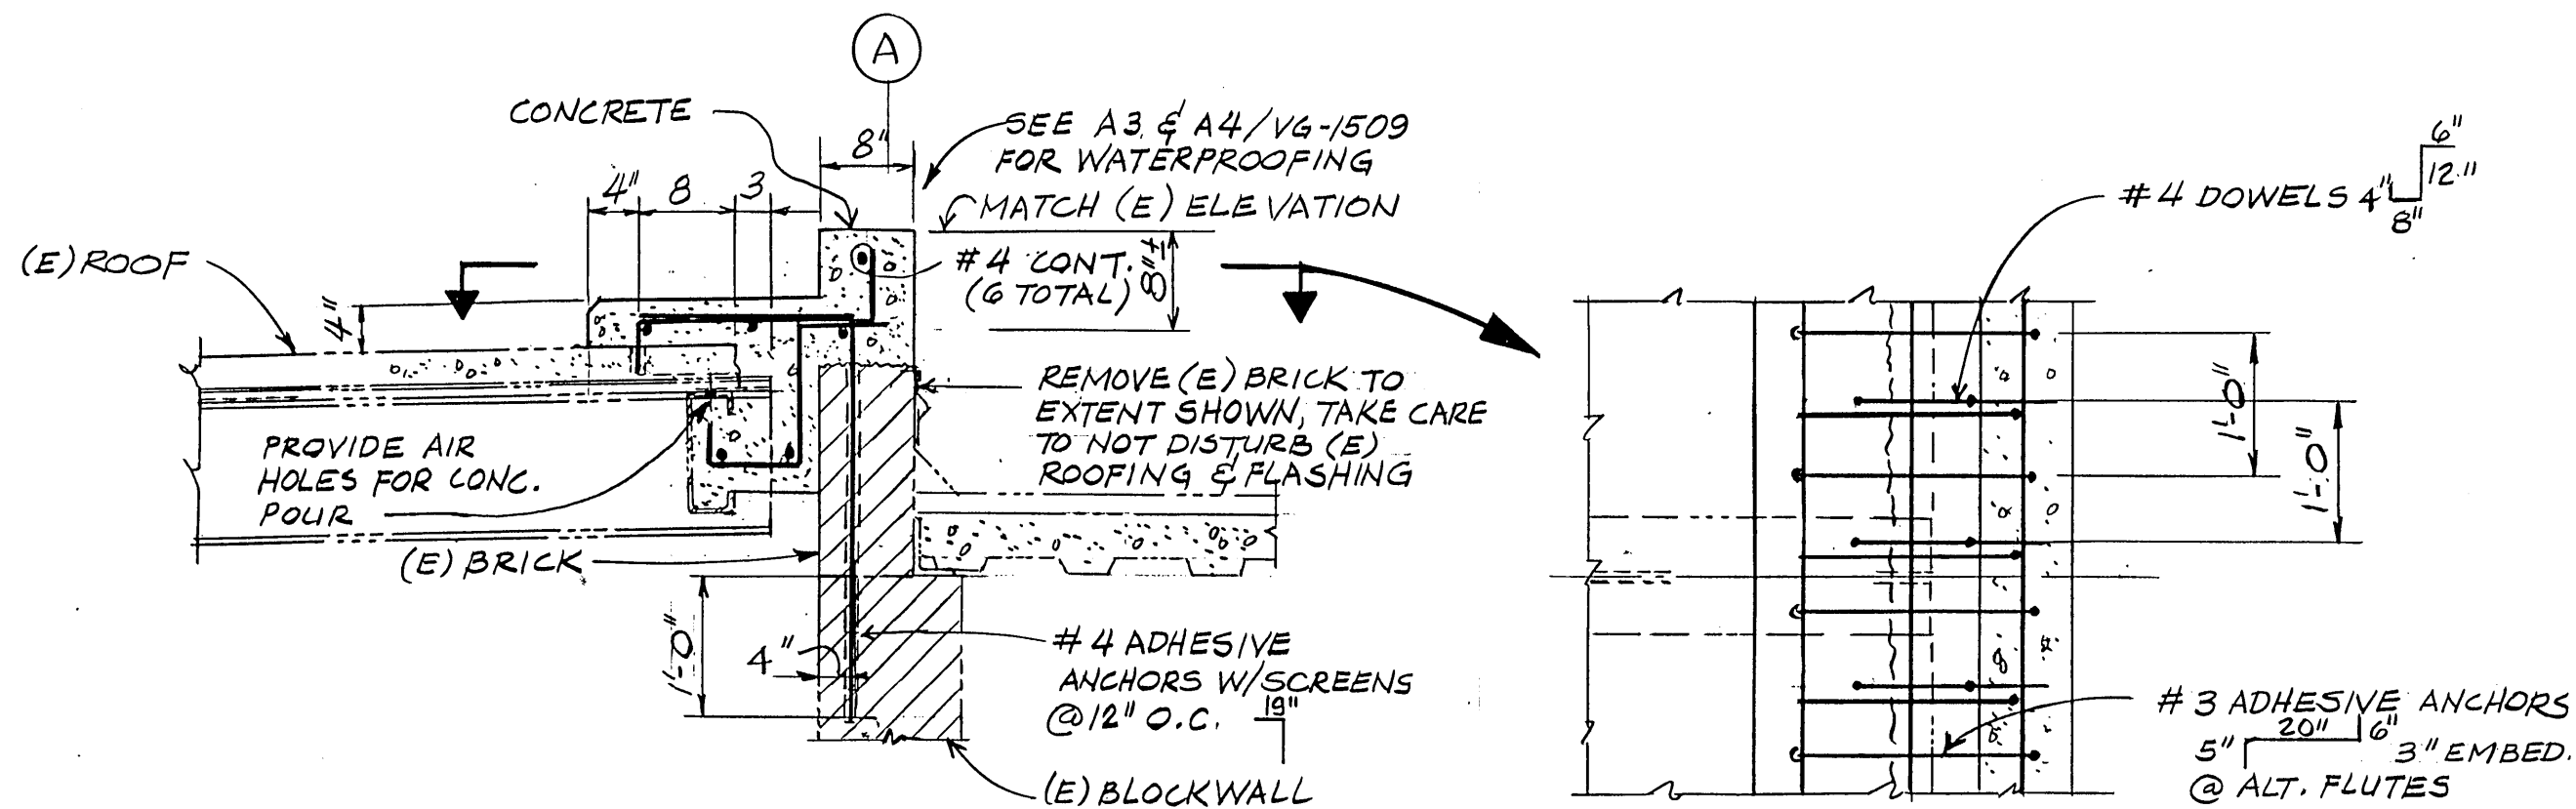 A
CONCRETE
SEE A3 & A4/VG-1509
FOR WATERPROOFING
8"
4" 8 3
MATCH (E) ELEVATION
(E) ROOF
#4 CONT.
(6 TOTAL)
8"±
4"
REMOVE (E) BRICK TO
EXTENT SHOWN, TAKE CARE
TO NOT DISTURB (E)
ROOFING & FLASHING
PROVIDE AIR
HOLES FOR CONC.
POUR
(E) BRICK
1'-0"
4"
#4 ADHESIVE
ANCHORS W/SCREENS
@12" O.C. 19"
(E) BLOCKWALL
#4 DOWELS 4" 8" 12" 6"
1'-0"
1'-0"
#3 ADHESIVE ANCHORS
5" 20" 6" 3" EMBED.
@ ALT. FLUTES